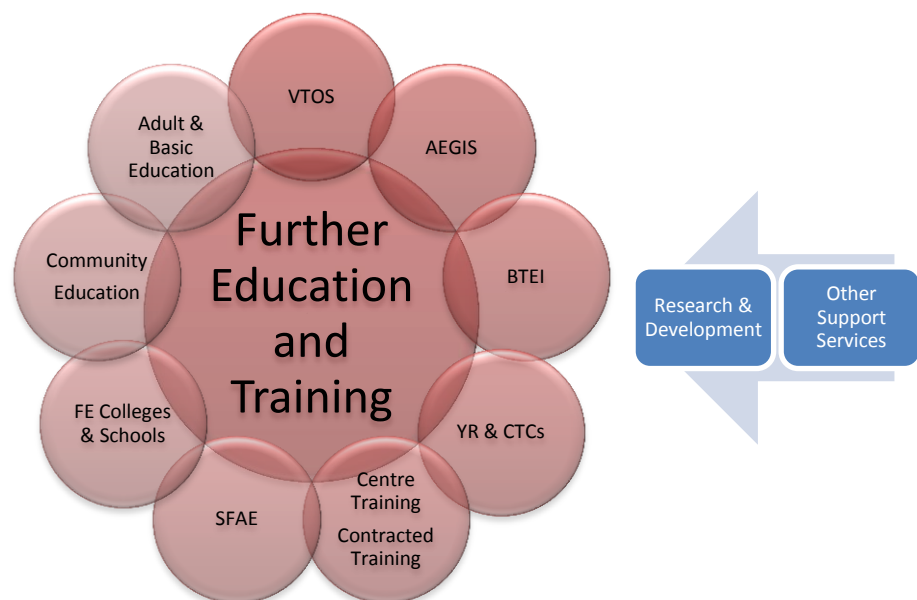 VTOS
AEGIS
BTEI
YR & CTCs
Centre
Training
Contracted
Training
SFAE
FE Colleges
& Schools
Community
Education
Adult &
Basic
Education
Further
Education
and
Training
Research &
Development
Other
Support
Services